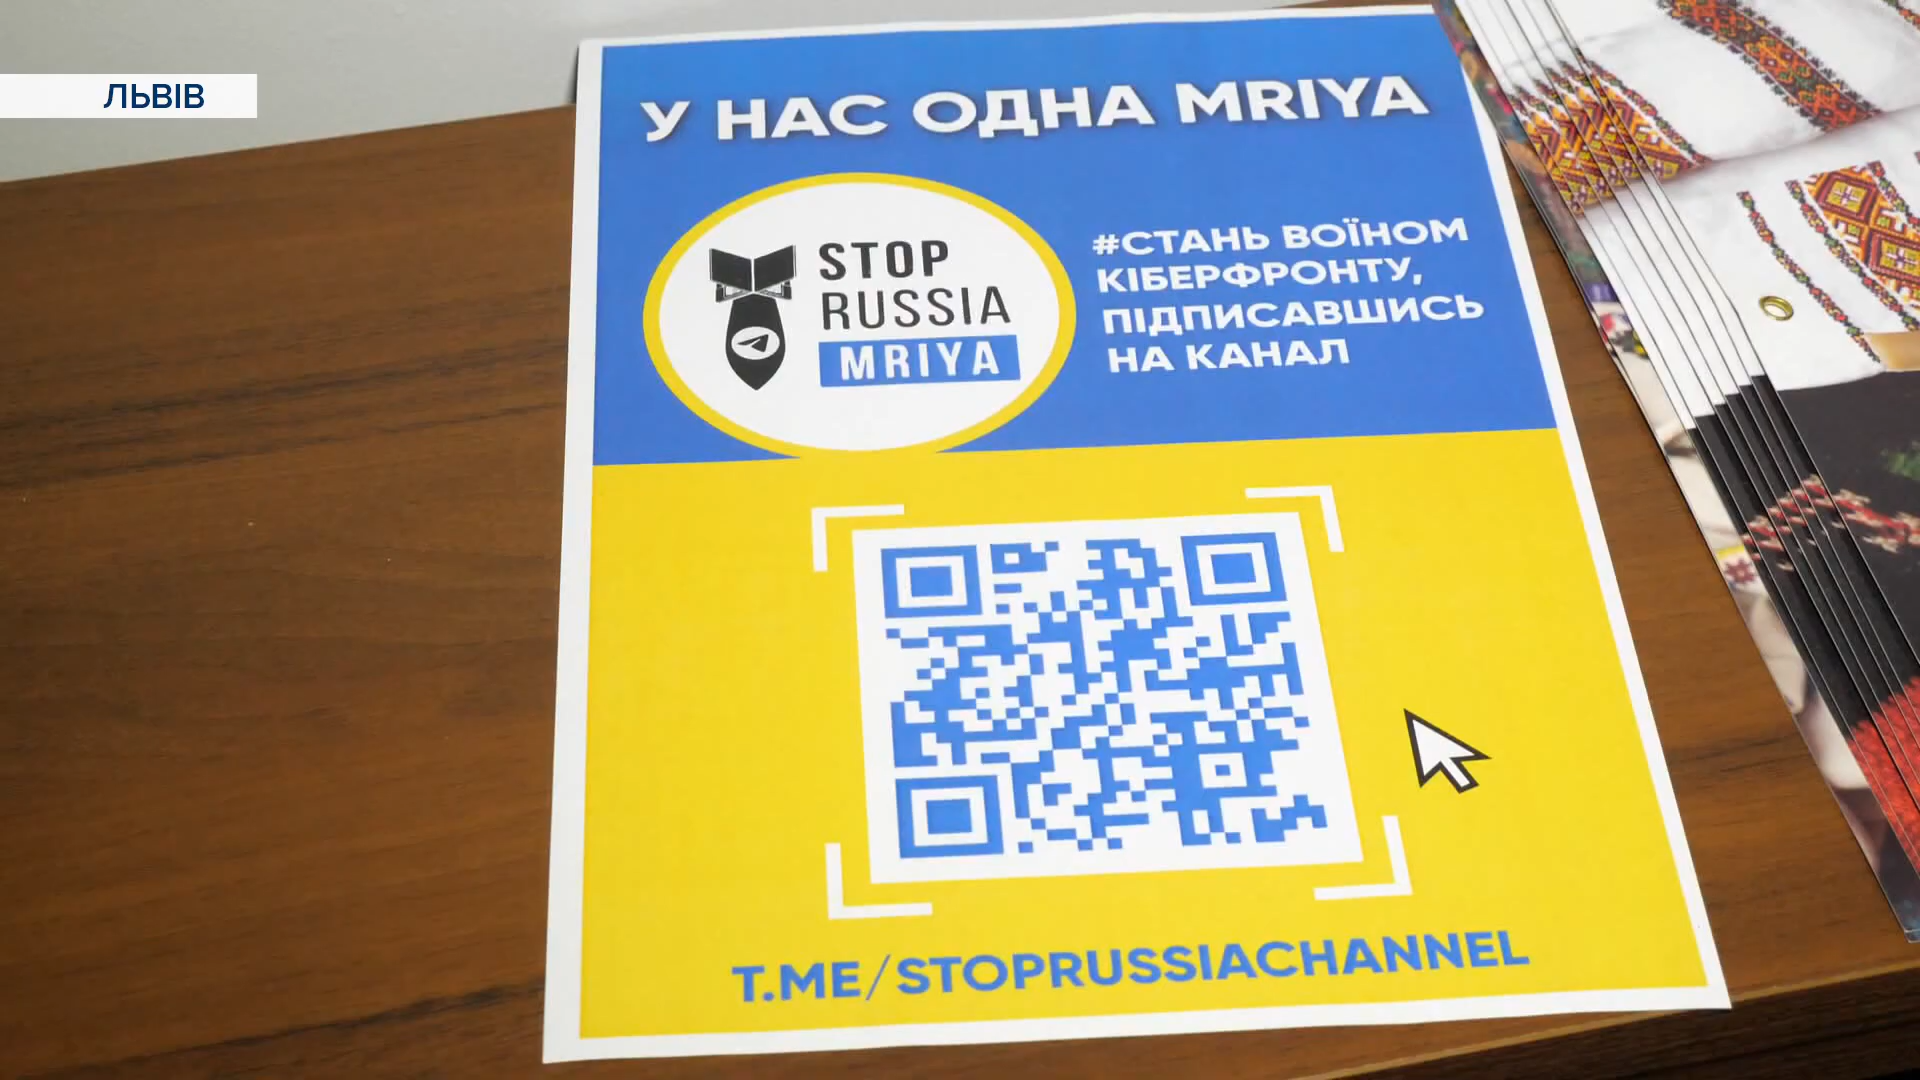 ЛЬВІВ
У НАС ОДНА MRIYA
STOP
RUSSIA
MRIYA
#СТАНЬ ВОЇНОМ
КІБЕРФРОНТУ,
ПІДПИСАВШИСЬ
НА КАНАЛ
T.ME/STOPRUSSIACHANNEL